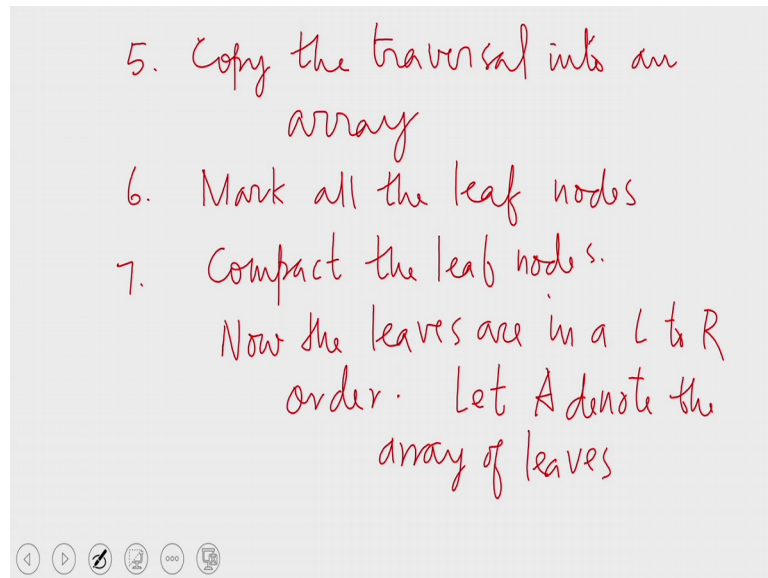 5. Copy the traversal into an
array
6. Mark all the leaf nodes
7. Compact the leaf nodes.
Now the leaves are in a L to R
order. Let A denote the
array of leaves